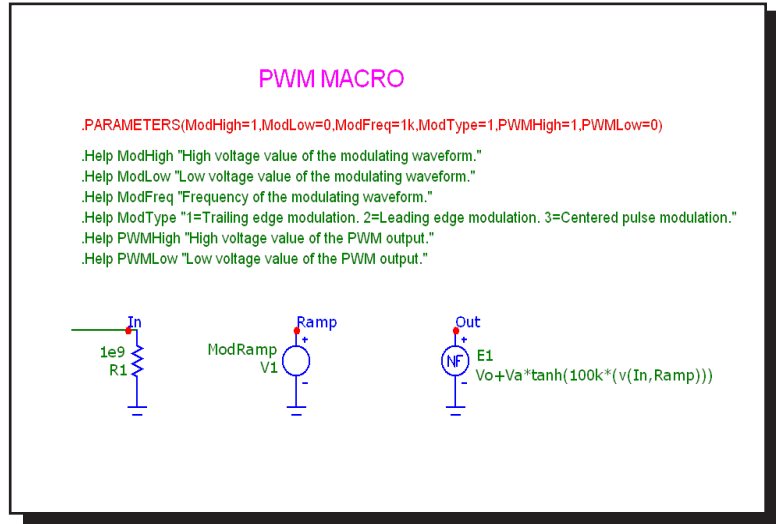 PWM MACRO
.PARAMETERS(ModHigh=1,ModLow=0,ModFreq=1k,ModType=1,PWMHigh=1,PWMLow=0)
.Help ModHigh "High voltage value of the modulating waveform."
.Help ModLow "Low voltage value of the modulating waveform."
.Help ModFreq "Frequency of the modulating waveform."
.Help ModType "1=Trailing edge modulation. 2=Leading edge modulation. 3=Centered pulse modulation."
.Help PWMHigh "High voltage value of the PWM output."
.Help PWMLow "Low voltage value of the PWM output."
In
1e9
R1
Ramp
ModRamp
V1
+
-
Out
+
NF
E1
Vo+Va*tanh(100k*(v(In,Ramp)))
-